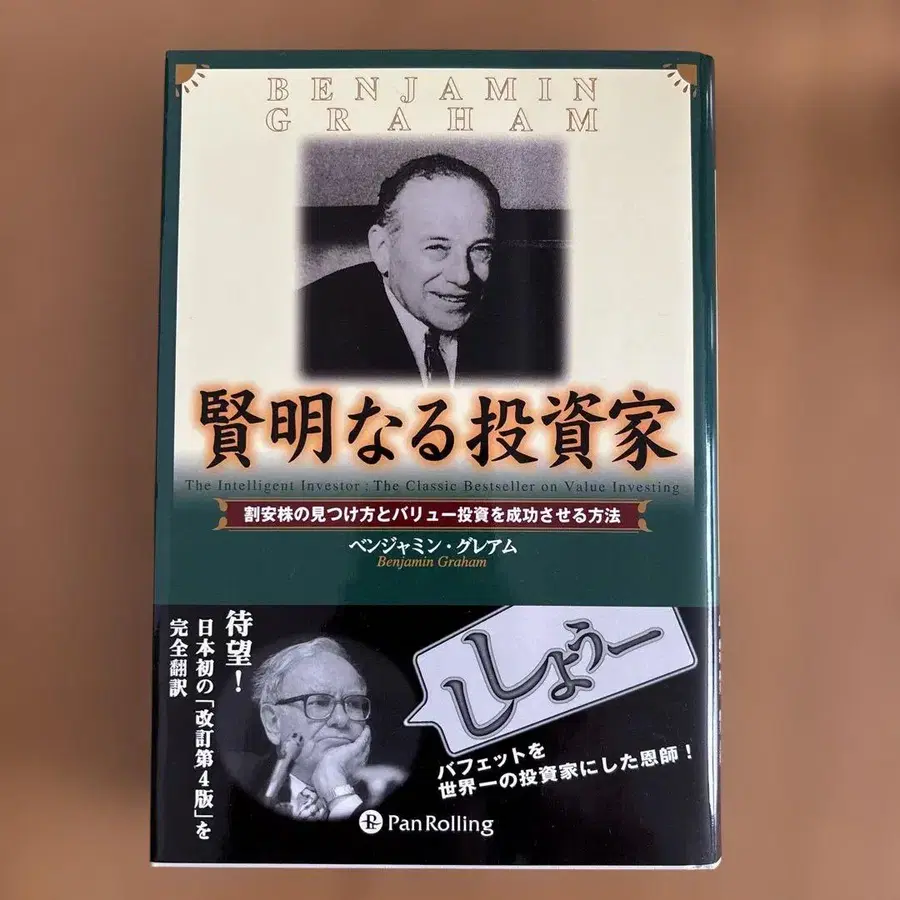 BENJAMIN
GRAHAM
賢明なる投資家
The Intelligent Investor : The Classic Bestseller on Value Investing
割安株の見つけ方とバリュー投資を成功させる方法
ベンジャミン・グレアム
Benjamin Graham
待望!
日本初の「改訂第4版」を
完全翻訳
ししょうー
バフェットを
世界一の投資家にした恩師!
PanRolling